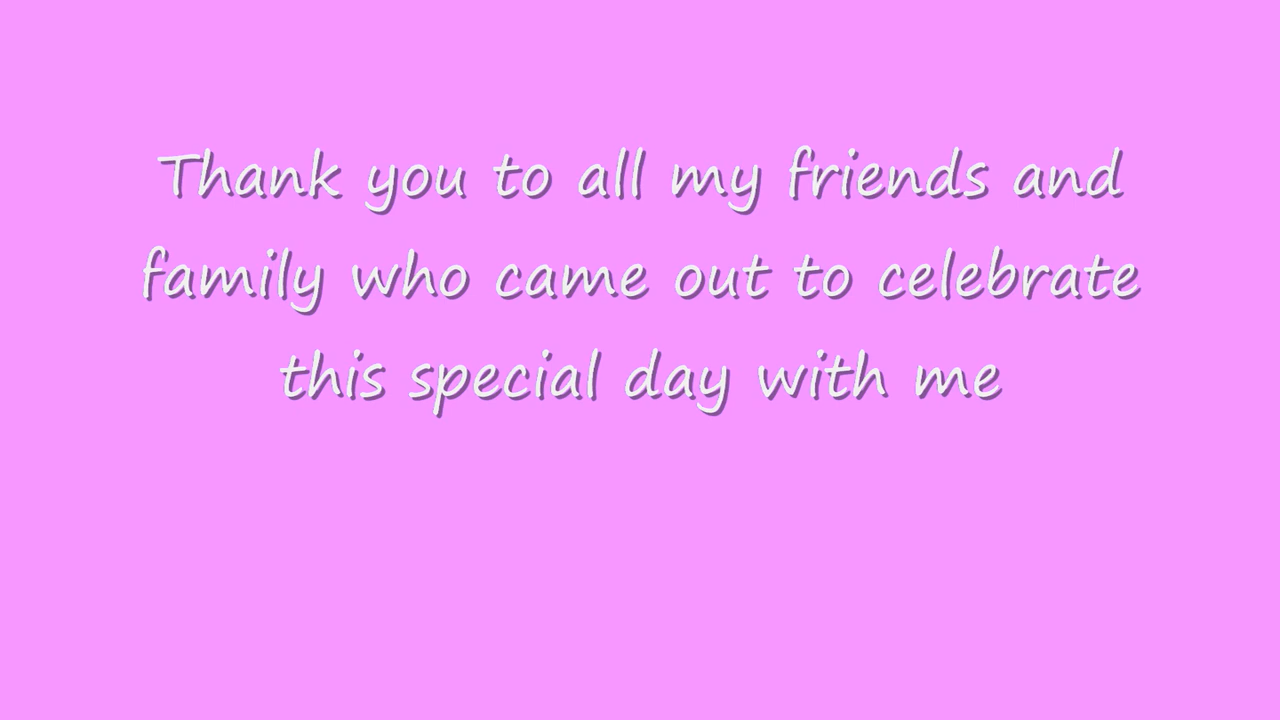 Thank you to all my friends and
family who came out to celebrate
this special day with me